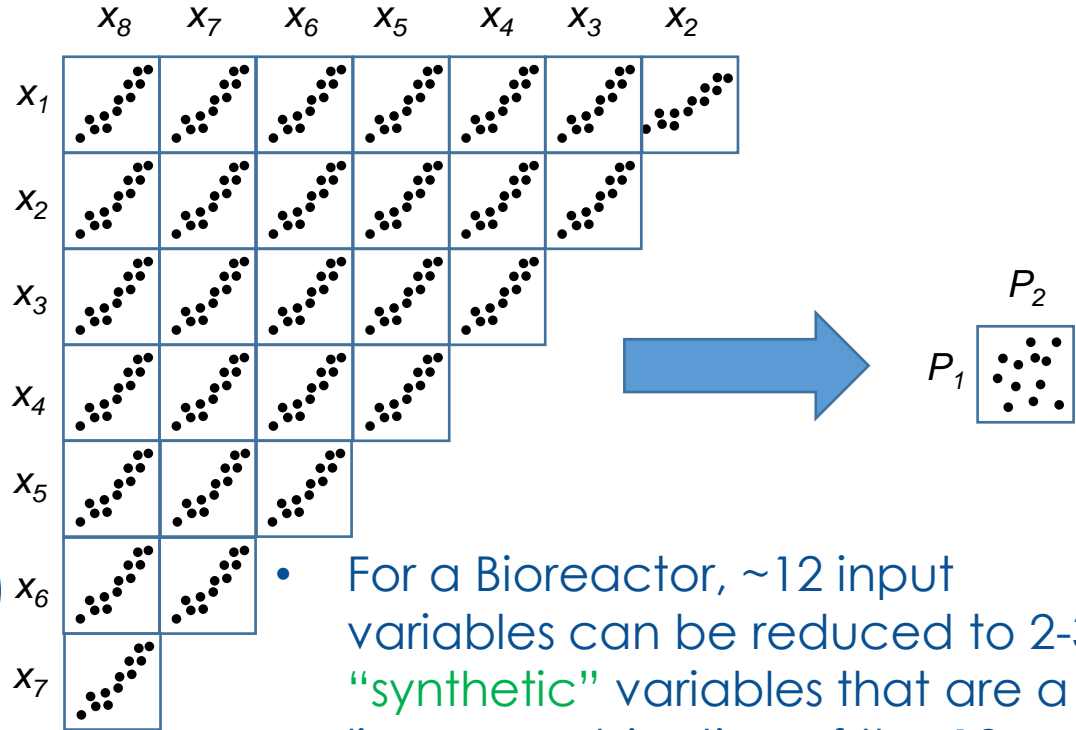 x8 x7 x6 x5 x4 x3 x2
x1
x2
x3
P2
x4
P1
x5
x6
x7
)
• For a Bioreactor, ~12 input
variables can be reduced to 2-3
“synthetic” variables that are a